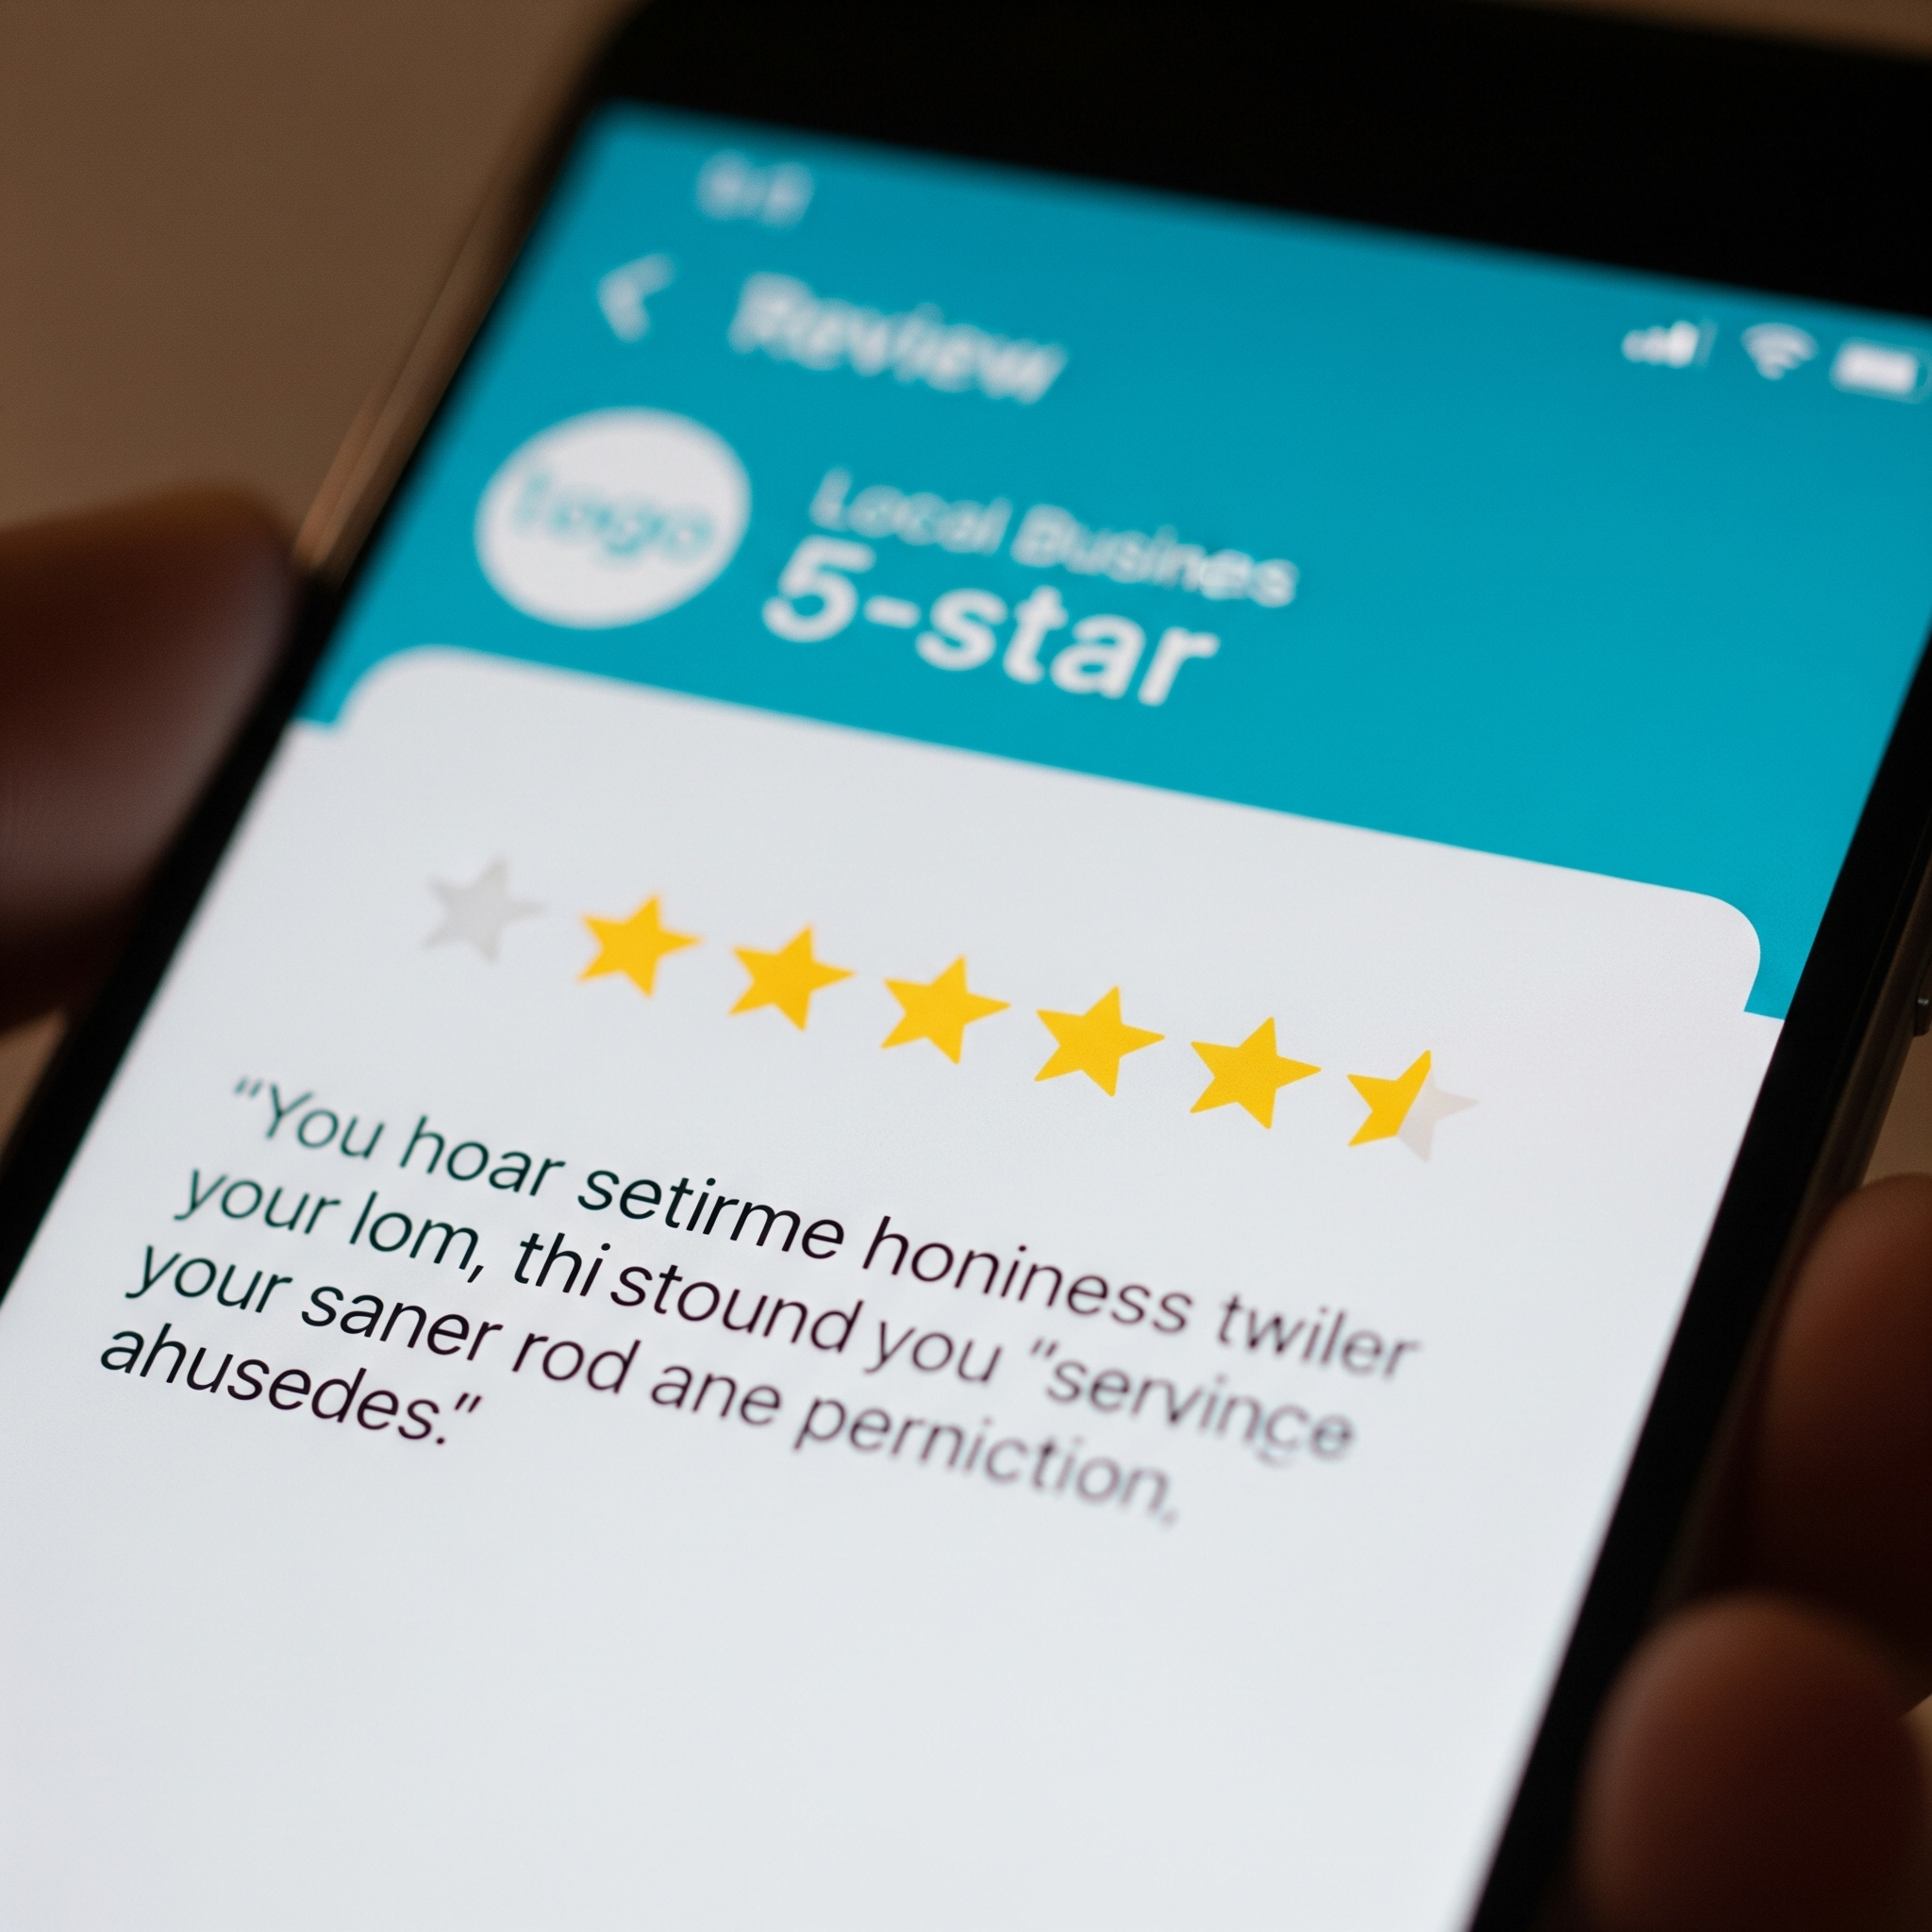 Review
logo
Local Busines
5-star
“You hoar setirme honiness twiler
your lom, thi stound you “servince
your saner rod ane perniction,
ahusedes.”